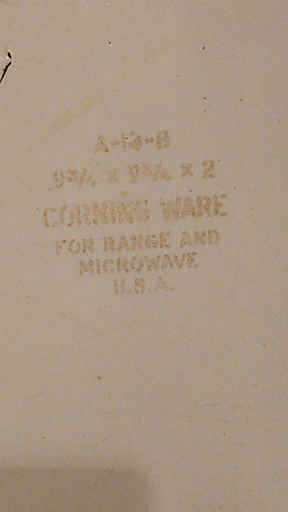 A-10-B
9¾ x 9¾ x 2
CORNING WARE
FOR RANGE AND
MICROWAVE
U.S.A.